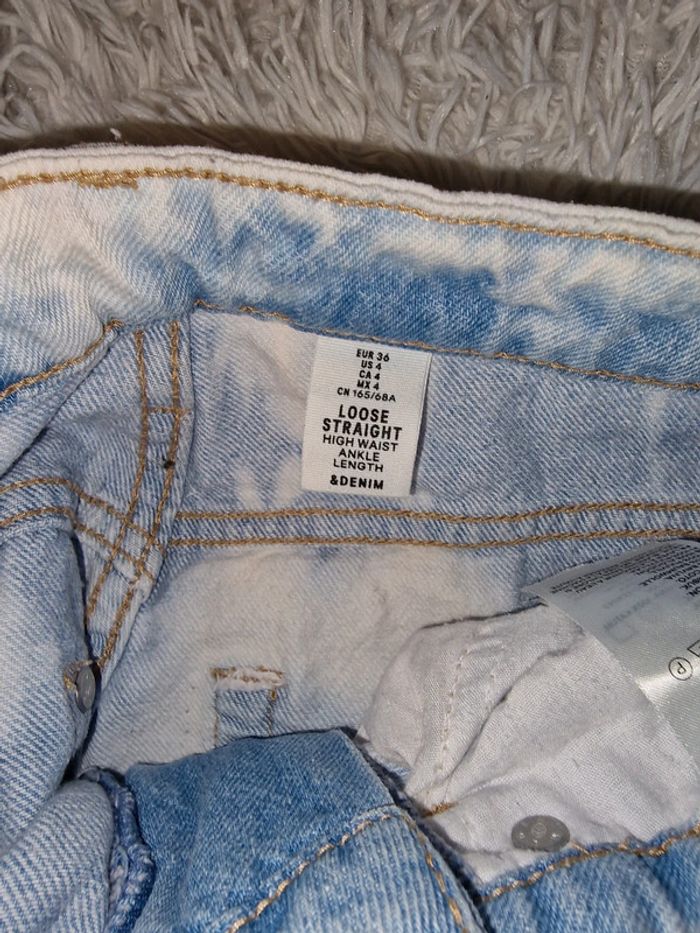 EUR 36
US 4
CA 4
MX 4
CN 165/68A
LOOSE
STRAIGHT
HIGH WAIST
ANKLE
LENGTH
&DENIM
P